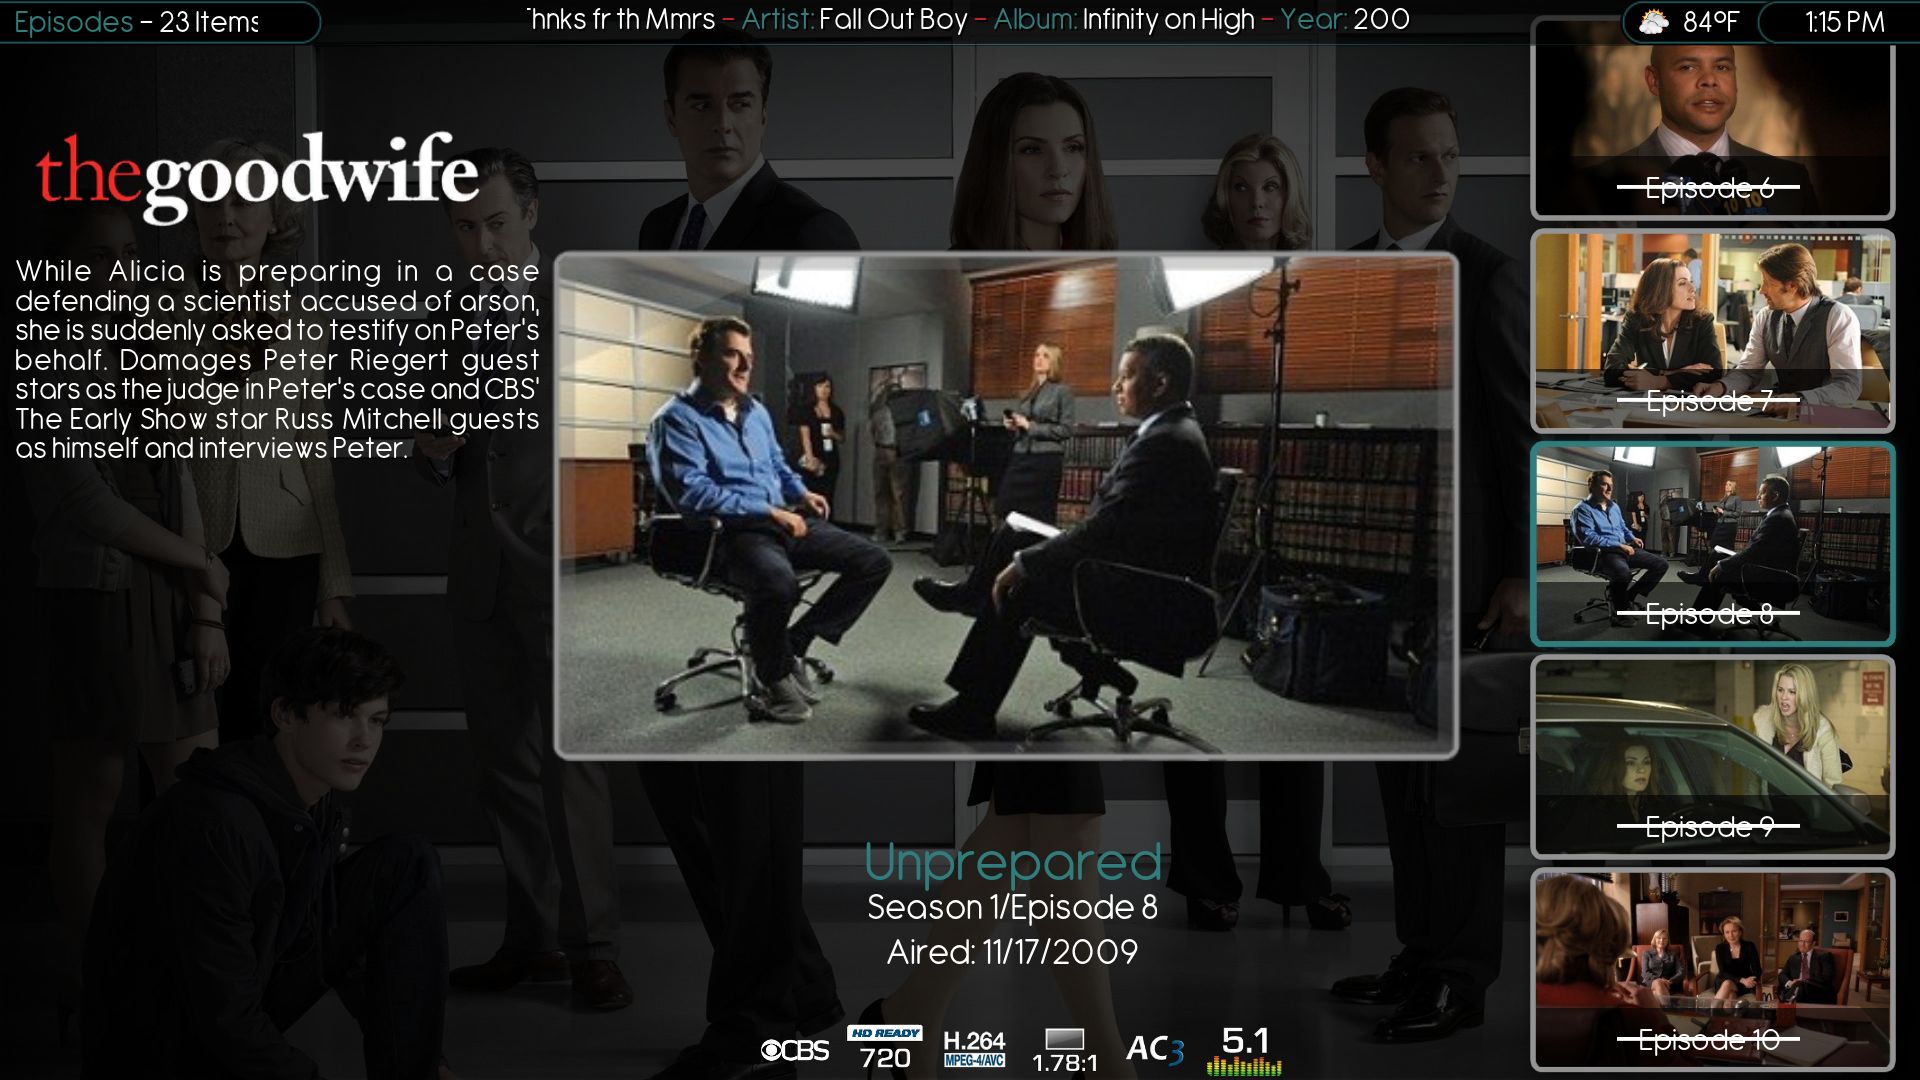 Episodes - 23 Items
Thnks fr th Mmrs - Artist: Fall Out Boy - Album: Infinity on High - Year: 200
84ºF
1:15 PM
thegoodwife
While Alicia is preparing in a case
defending a scientist accused of arson,
she is suddenly asked to testify on Peter's
behalf. Damages Peter Riegert guest
stars as the judge in Peter's case and CBS'
The Early Show star Russ Mitchell guests
as himself and interviews Peter.
Episode 6
Episode 7
Episode 8
Episode 9
Episode 10
Unprepared
Season 1/Episode 8
Aired: 11/17/2009
CBS
HD READY
720
H.264
MPEG-4/AVC
1.78:1
AC3
5.1